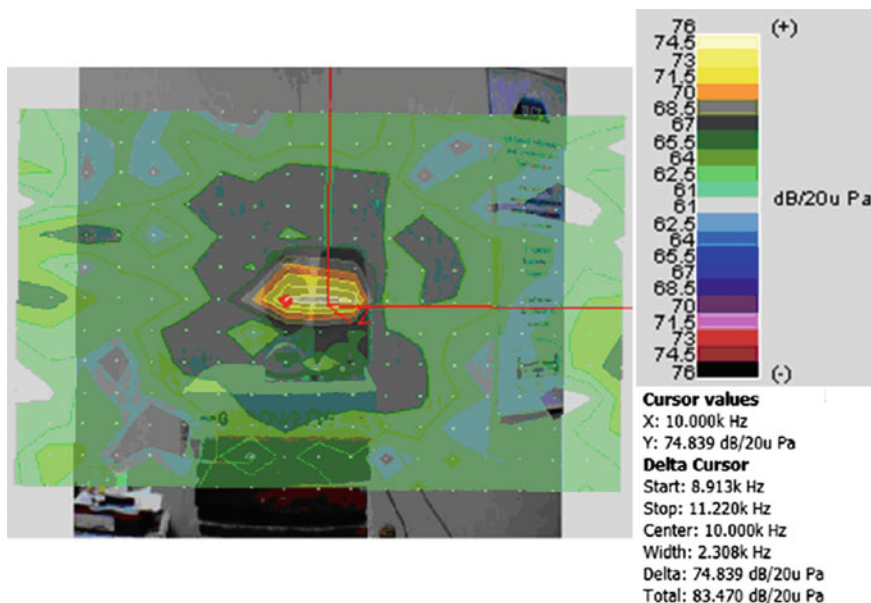 76 (+)
74.5
73
71.5
70
68.5
67
65.5
64
62.5
61
61 dB/20u Pa
62.5
64
65.5
67
68.5
70
71.5
73
74.5
76 (-)
Z
Cursor values
X: 10.000k Hz
Y: 74.839 dB/20u Pa
Delta Cursor
Start: 8.913k Hz
Stop: 11.220k Hz
Center: 10.000k Hz
Width: 2.308k Hz
Delta: 74.839 dB/20u Pa
Total: 83.470 dB/20u Pa